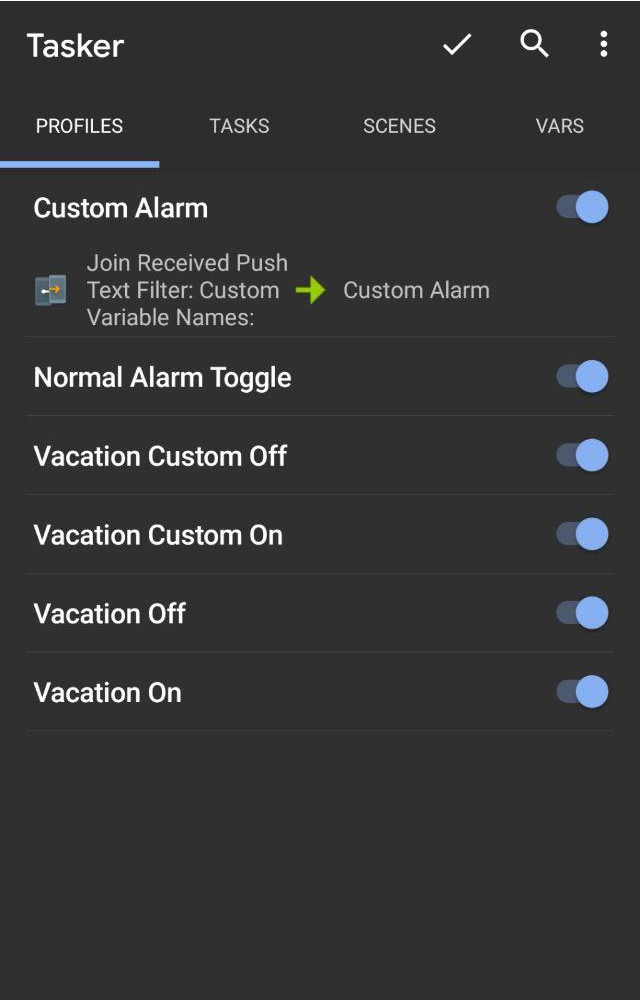 Tasker
PROFILES TASKS SCENES VARS
Custom Alarm
Join Received Push
Text Filter: Custom Custom Alarm
Variable Names:
Normal Alarm Toggle
Vacation Custom Off
Vacation Custom On
Vacation Off
Vacation On